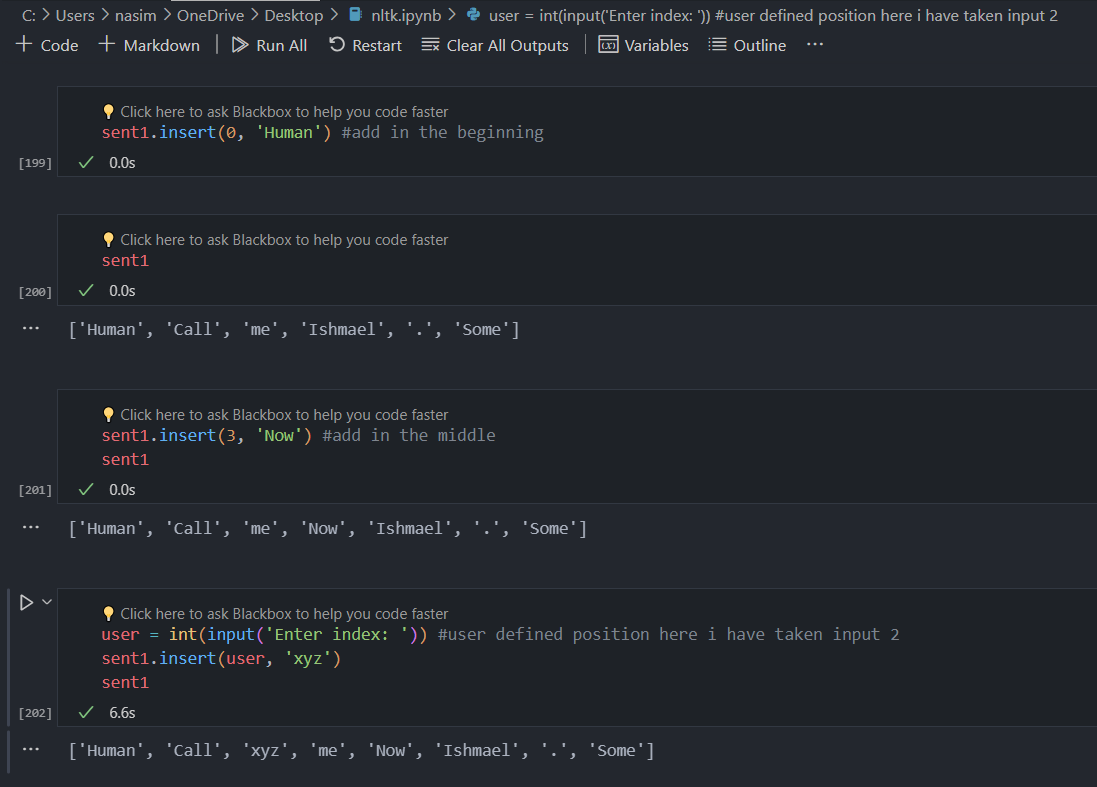 C: > Users > nasim > OneDrive > Desktop > nltk.ipynb > user = int(input('Enter index: ')) #user defined position here i have taken input 2
+ Code + Markdown | Run All Restart Clear All Outputs | Variables Outline ...
Click here to ask Blackbox to help you code faster
sent1.insert(0, 'Human') #add in the beginning
[199] ✓ 0.0s
Click here to ask Blackbox to help you code faster
sent1
[200] ✓ 0.0s
... ['Human', 'Call', 'me', 'Ishmael', '.', 'Some']
Click here to ask Blackbox to help you code faster
sent1.insert(3, 'Now') #add in the middle
sent1
[201] ✓ 0.0s
... ['Human', 'Call', 'me', 'Now', 'Ishmael', '.', 'Some']
Click here to ask Blackbox to help you code faster
user = int(input('Enter index: ')) #user defined position here i have taken input 2
sent1.insert(user, 'xyz')
sent1
[202] ✓ 6.6s
... ['Human', 'Call', 'xyz', 'me', 'Now', 'Ishmael', '.', 'Some']